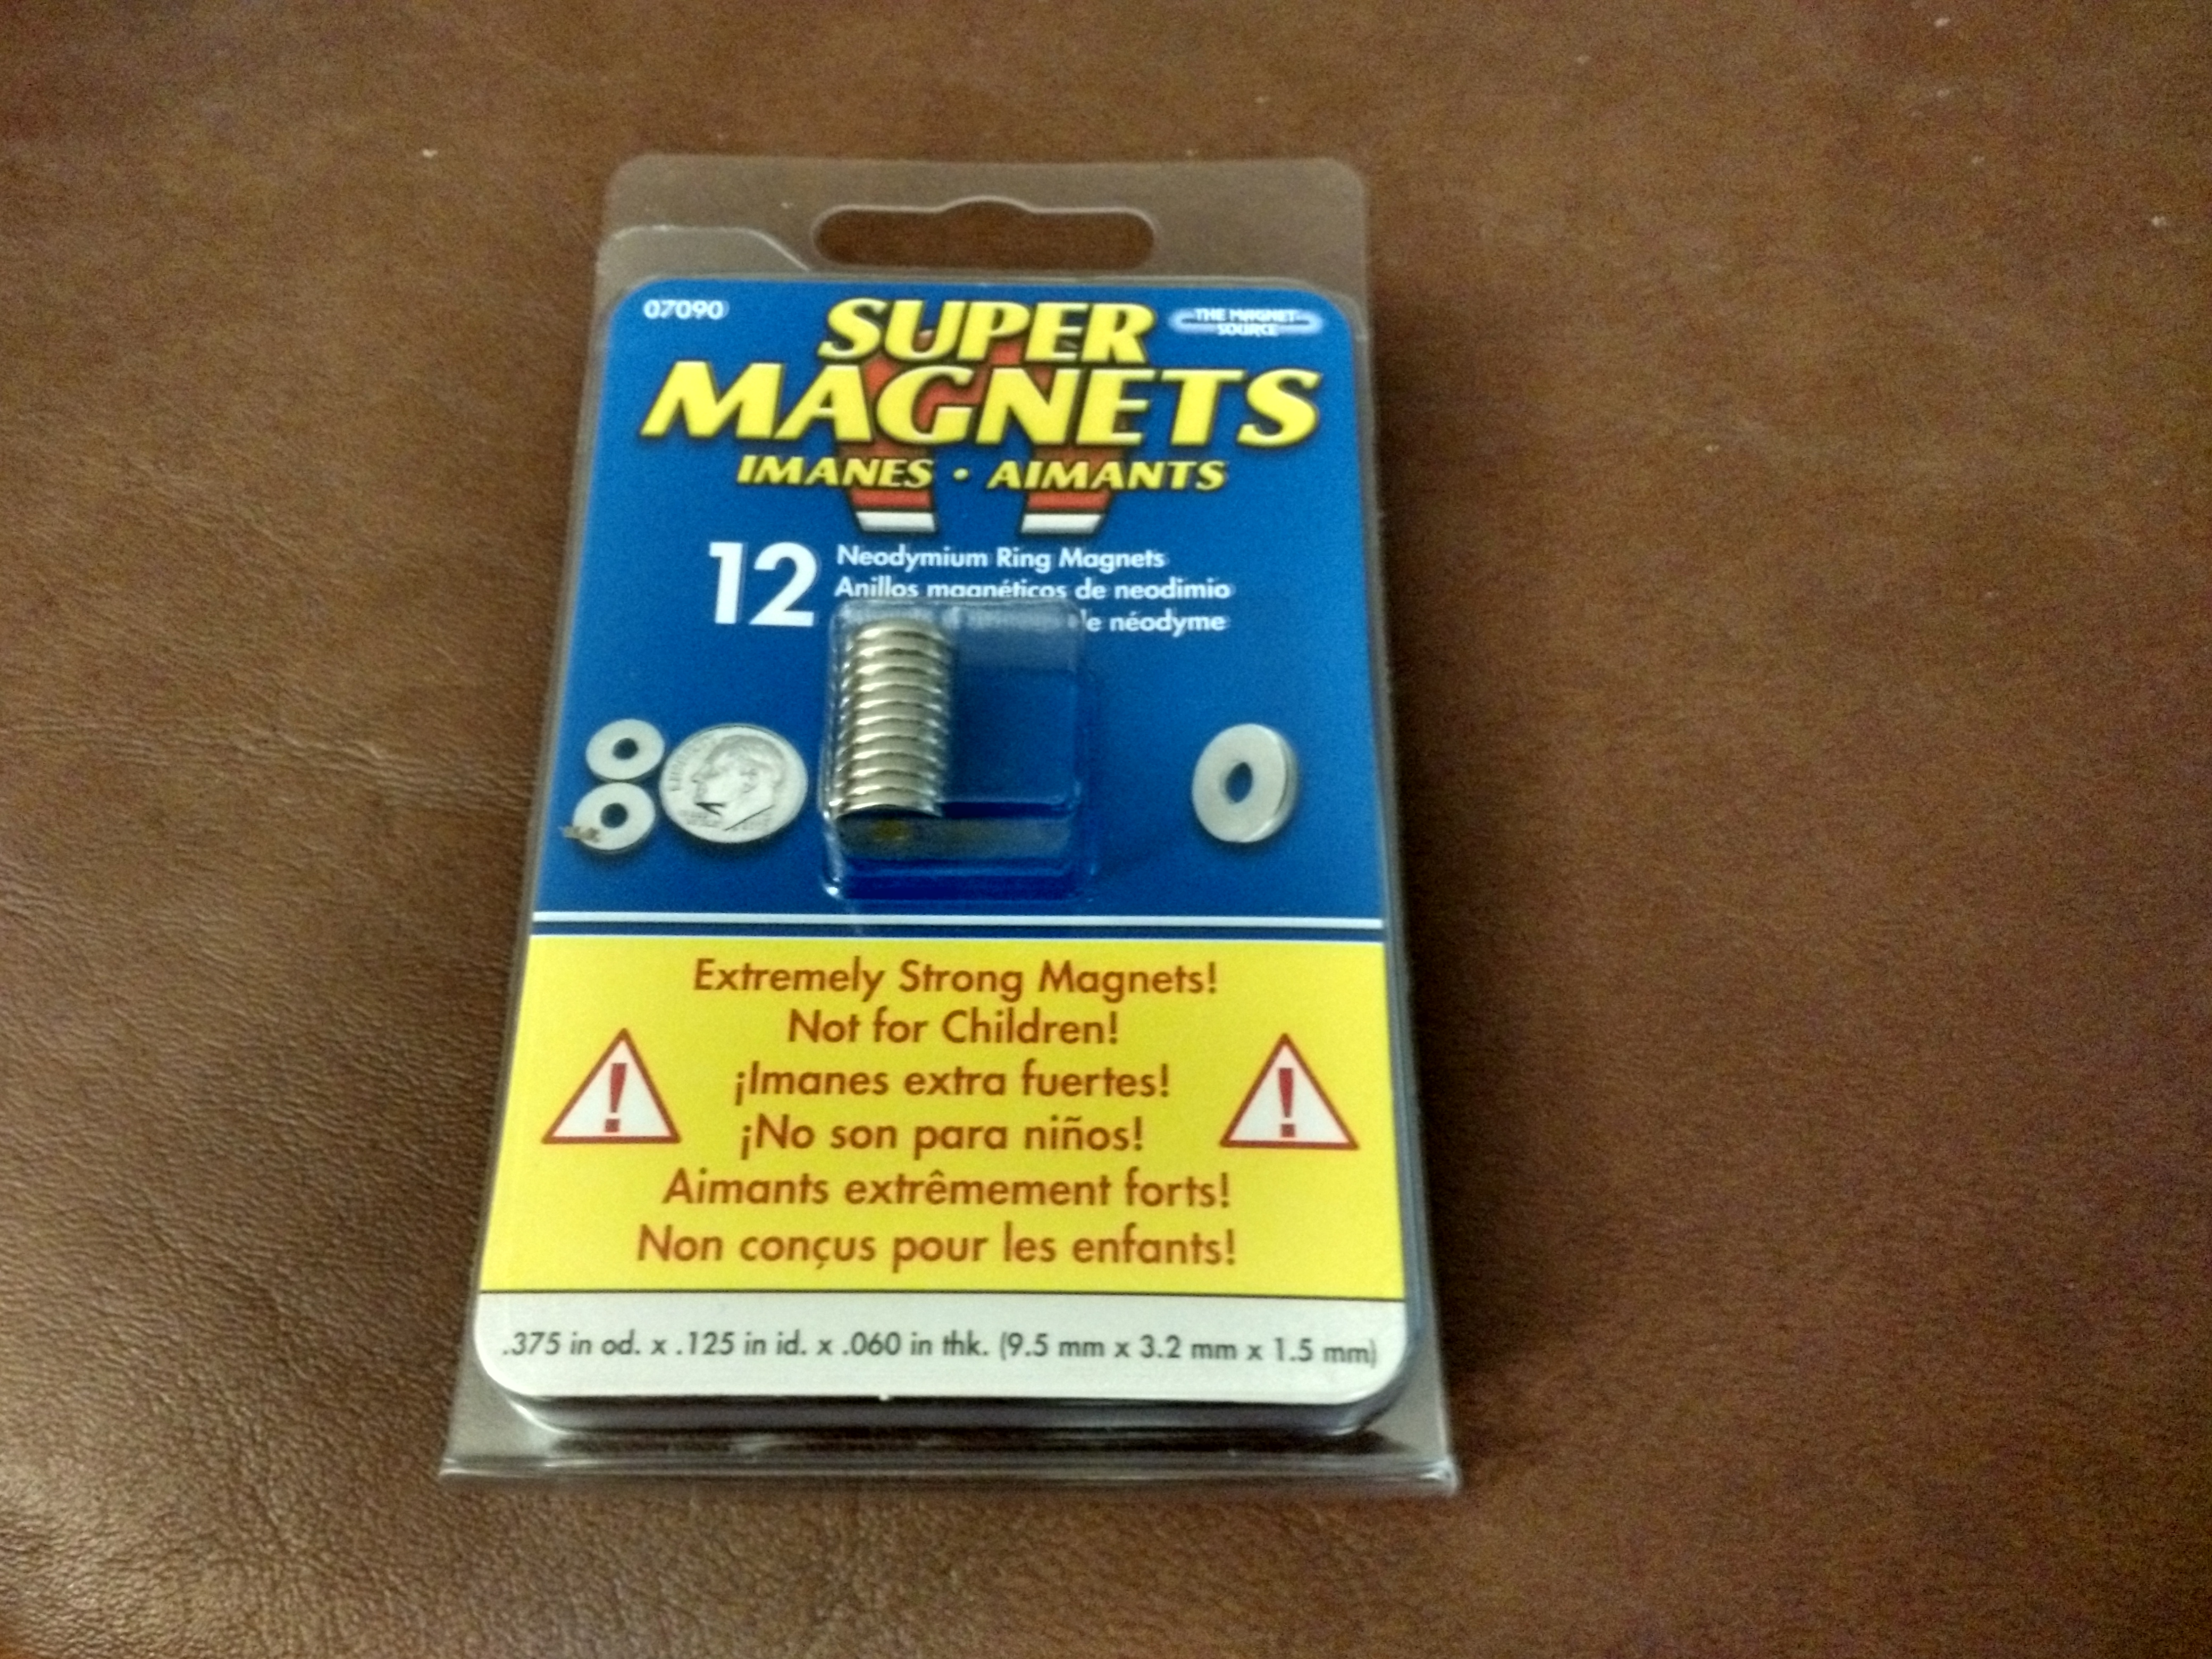 07090
SUPER
MAGNETS
THE MAGNET
SOURCE
IMANES • AIMANTS
12
Neodymium Ring Magnets
Anillos magnéticos de neodimio
de néodyme
Extremely Strong Magnets!
Not for Children!
¡Imanes extra fuertes!
¡No son para niños!
Aimants extrêmement forts!
Non conçus pour les enfants!
.375 in od. x .125 in id. x .060 in thk. (9.5 mm x 3.2 mm x 1.5 mm)